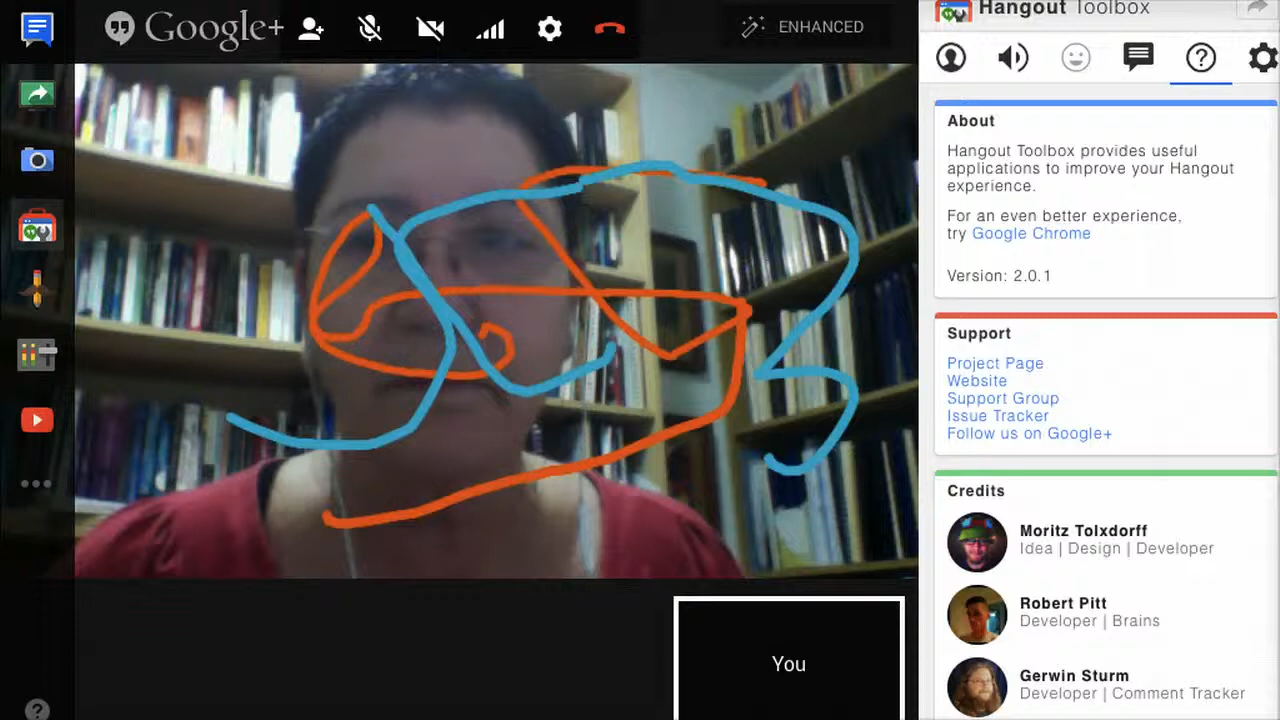 Google+
ENHANCED
You
Hangout Toolbox
About
Hangout Toolbox provides useful
applications to improve your Hangout
experience.
For an even better experience,
try Google Chrome
Version: 2.0.1
Support
Project Page
Website
Support Group
Issue Tracker
Follow us on Google+
Credits
Moritz Tolxdorff
Idea | Design | Developer
Robert Pitt
Developer | Brains
Gerwin Sturm
Developer | Comment Tracker